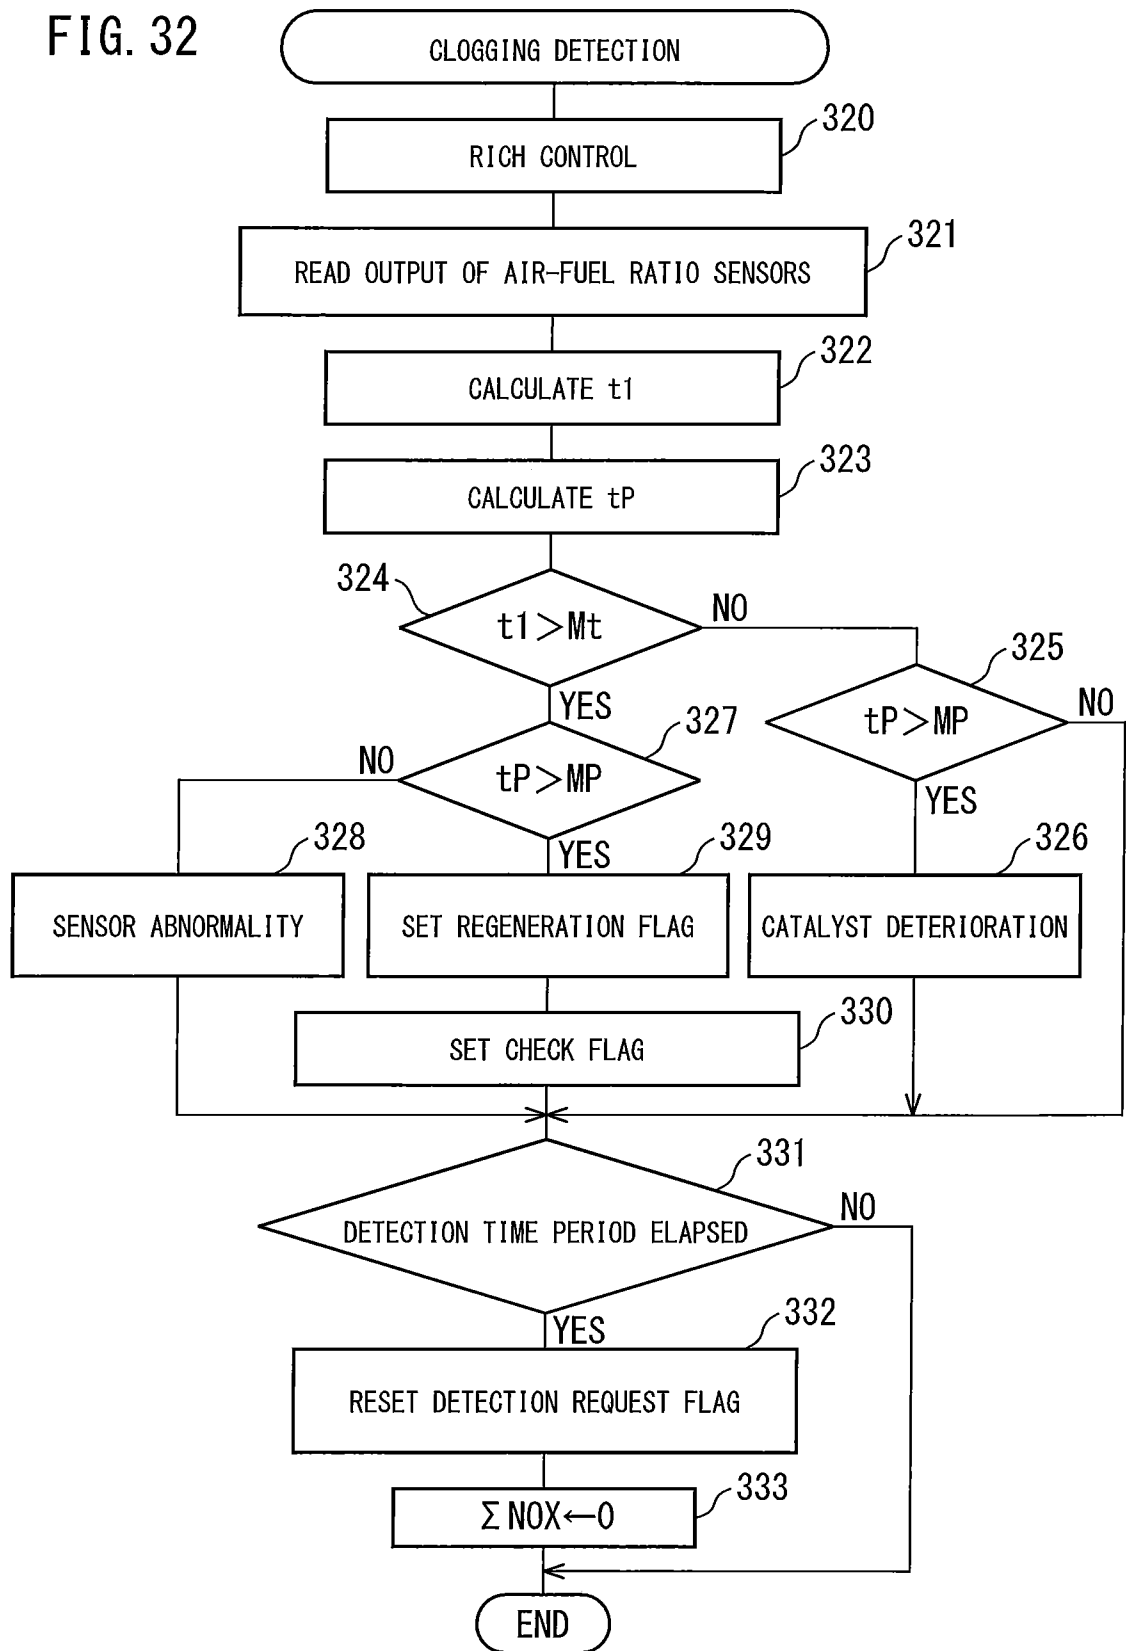 FIG. 32
CLOGGING DETECTION
320
RICH CONTROL
321
READ OUTPUT OF AIR-FUEL RATIO SENSORS
322
CALCULATE t1
323
CALCULATE tP
324
t1＞Mt
NO
YES
325
tP＞MP
NO
YES
327
tP＞MP
NO
YES
328
SENSOR ABNORMALITY
329
SET REGENERATION FLAG
326
CATALYST DETERIORATION
330
SET CHECK FLAG
331
DETECTION TIME PERIOD ELAPSED
NO
YES
332
RESET DETECTION REQUEST FLAG
333
Σ NOX←0
END